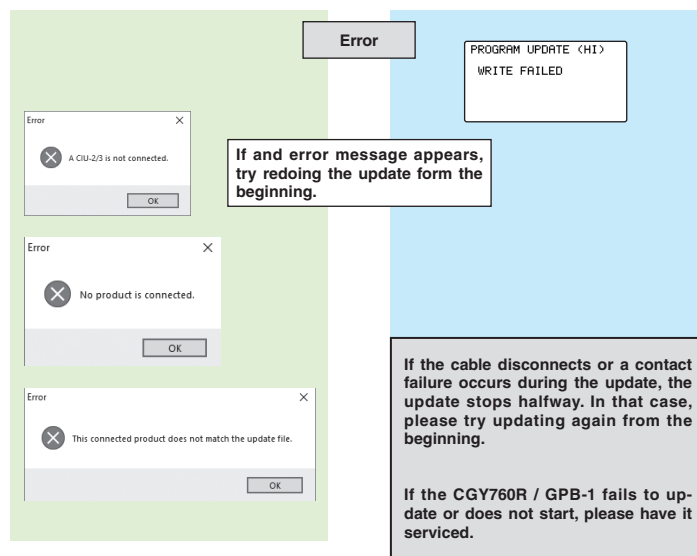 Error
PROGRAM UPDATE (HI)
WRITE FAILED
Error
A CIU-2/3 is not connected.
OK
If and error message appears,
try redoing the update form the
beginning.
Error
No product is connected.
OK
Error
This connected product does not match the update file.
OK
If the cable disconnects or a contact
failure occurs during the update, the
update stops halfway. In that case,
please try updating again from the
beginning.
If the CGY760R / GPB-1 fails to up-
date or does not start, please have it
serviced.